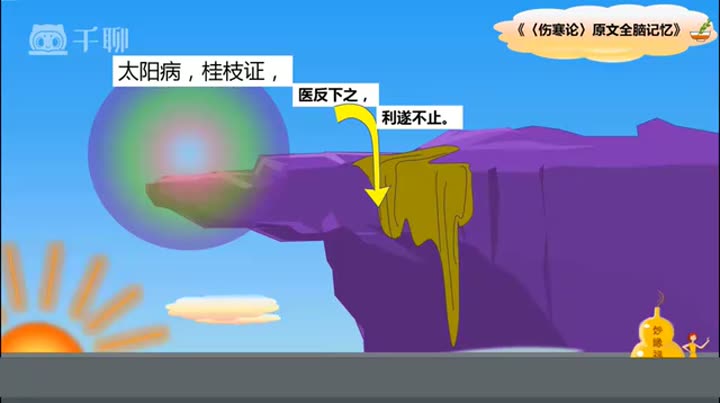 千聊
《〈伤寒论〉原文全脑记忆》
太阳病，桂枝证，
医反下之，
利遂不止。